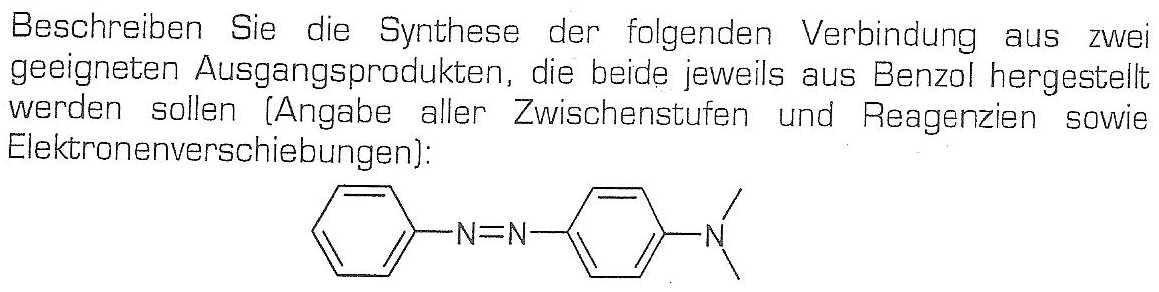 Beschreiben Sie die Synthese der folgenden Verbindung aus zwei
geeigneten Ausgangsprodukten, die beide jeweils aus Benzol hergestellt
werden sollen (Angabe aller Zwischenstufen und Reagenzien sowie
Elektronenverschiebungen):
N=N
N